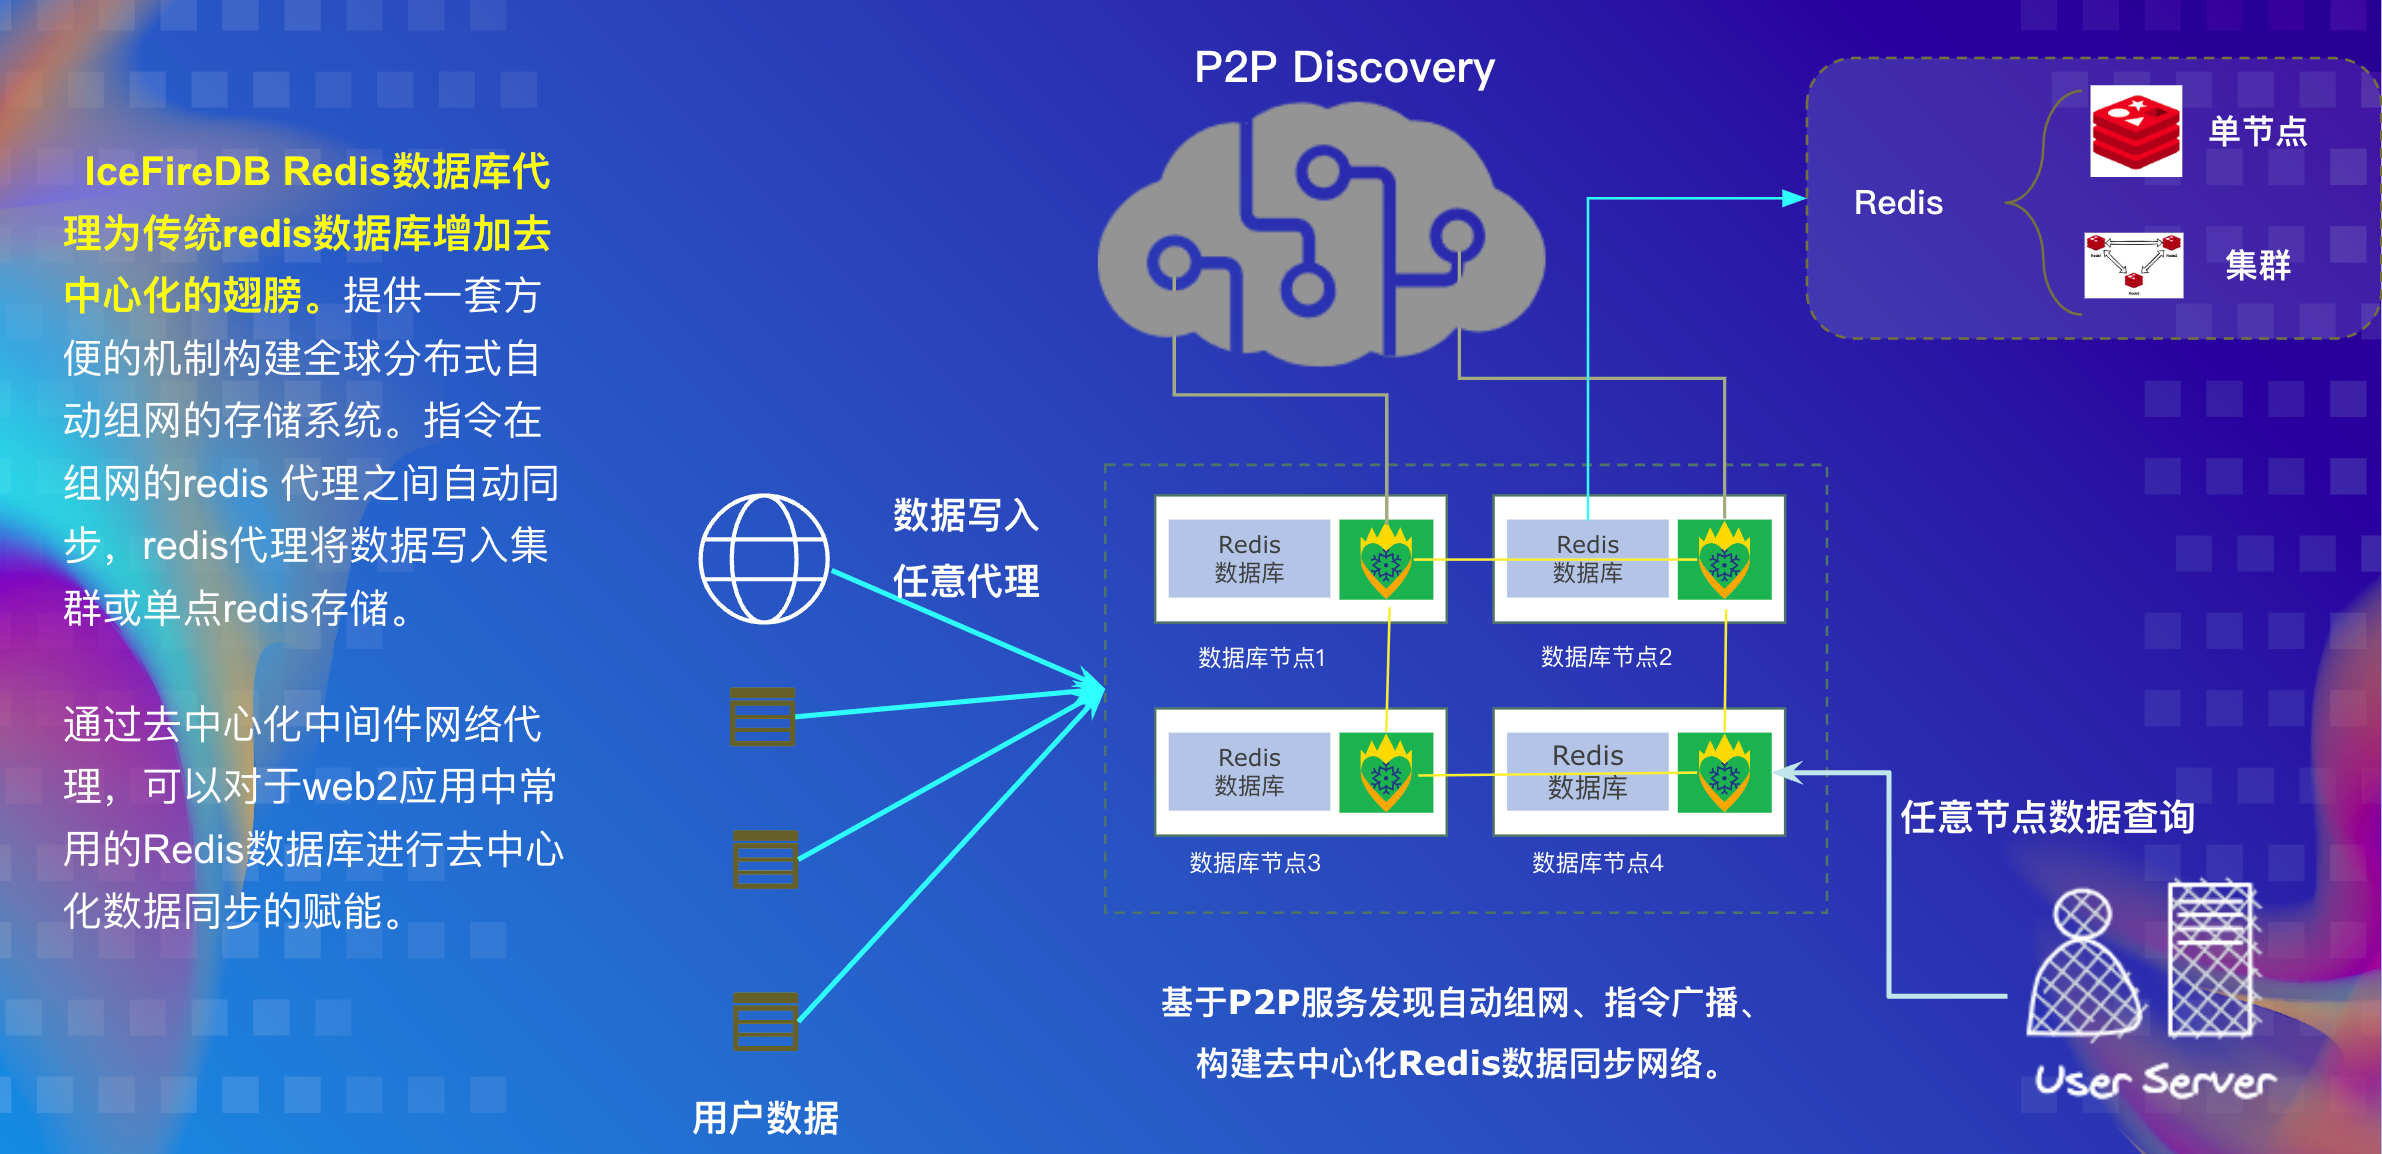 P2P Discovery
IceFireDB Redis数据库代
理为传统redis数据库增加去
中心化的翅膀。提供一套方
便的机制构建全球分布式自
动组网的存储系统。指令在
组网的redis 代理之间自动同
步，redis代理将数据写入集
群或单点redis存储。
通过去中心化中间件网络代
理，可以对于web2应用中常
用的Redis数据库进行去中心
化数据同步的赋能。
Redis
单节点
集群
数据写入
任意代理
Redis
数据库
Redis
数据库
数据库节点1
数据库节点2
Redis
数据库
Redis
数据库
数据库节点3
数据库节点4
任意节点数据查询
基于P2P服务发现自动组网、指令广播、
构建去中心化Redis数据同步网络。
User Server
用户数据